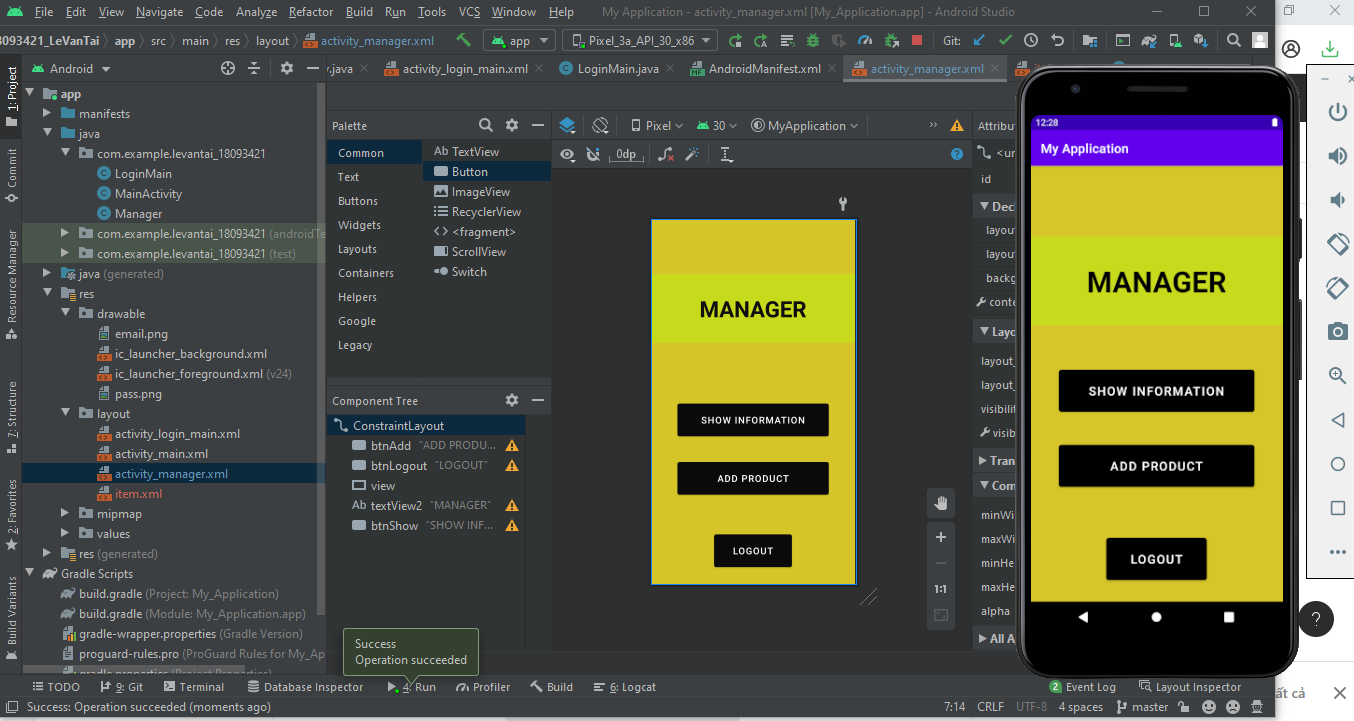 File Edit View Navigate Code Analyze Refactor Build Run Tools VCS Window Help My Application - activity_manager.xml [My_Application.app] - Android Studio
8093421_LeVanTai app src main res layout activity_manager.xml app Pixel_3a_API_30_x86 Git:
Android
.java activity_login_main.xml LoginMain.java AndroidManifest.xml activity_manager.xml
1: Project
Commit
Resource Manager
7: Structure
2: Favorites
Build Variants
app
manifests
java
com.example.levantai_18093421
LoginMain
MainActivity
Manager
com.example.levantai_18093421 (androidTe
com.example.levantai_18093421 (test)
java (generated)
res
drawable
email.png
ic_launcher_background.xml
ic_launcher_foreground.xml (v24)
pass.png
layout
activity_login_main.xml
activity_main.xml
activity_manager.xml
item.xml
mipmap
values
res (generated)
Gradle Scripts
build.gradle (Project: My_Application)
build.gradle (Module: My_Application.app)
gradle-wrapper.properties (Gradle Version)
proguard-rules.pro (ProGuard Rules for My_Ap
gradle.properties (Project Properties)
Palette
Common
Text
Buttons
Widgets
Layouts
Containers
Helpers
Google
Legacy
Ab TextView
Button
ImageView
RecyclerView
<fragment>
ScrollView
Switch
Component Tree
ConstraintLayout
btnAdd "ADD PRODU...
btnLogout "LOGOUT"
view
Ab textView2 "MANAGER"
btnShow "SHOW INF...
Pixel 30 MyApplication
0dp
MANAGER
SHOW INFORMATION
ADD PRODUCT
LOGOUT
1:1
Attribut
<ur
id
Decl
layou
layou
backg
conte
Layo
layout_
layout_
visibilit
visib
Tran
Com
minWi
maxWi
minHe
maxHe
alpha
All A
12:28
My Application
MANAGER
SHOW INFORMATION
ADD PRODUCT
LOGOUT
?
Success
Operation succeeded
TODO 9: Git Terminal Database Inspector 4: Run Profiler Build 6: Logcat 2 Event Log Layout Inspector
Success: Operation succeeded (moments ago) 7:14 CRLF UTF-8 4 spaces master
ất cả